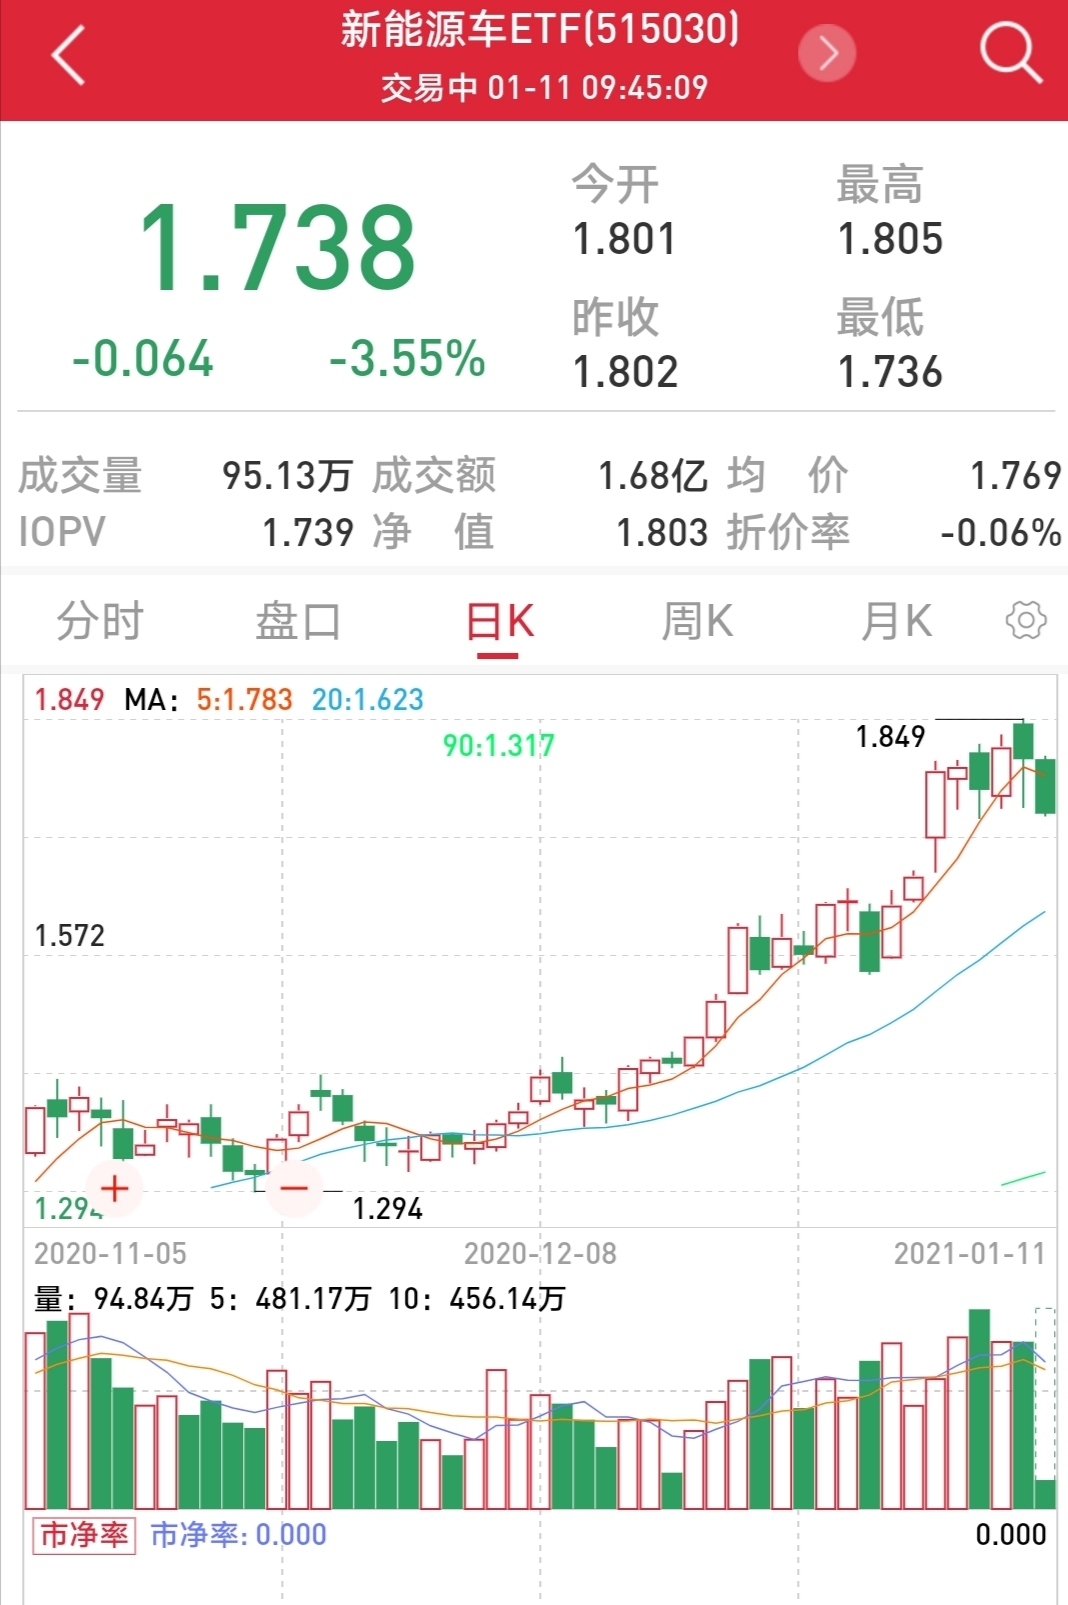 新能源车ETF(515030)
交易中 01-11 09:45:09
1.738
-0.064 -3.55%
今开 最高
1.801 1.805
昨收 最低
1.802 1.736
成交量 95.13万 成交额 1.68亿 均 价 1.769
IOPV 1.739 净 值 1.803 折价率 -0.06%
分时 盘口 日K 周K 月K
1.849 MA: 5:1.783 20:1.623
90:1.317
1.849
1.572
1.294 1.294
2020-11-05 2020-12-08 2021-01-11
量: 94.84万 5: 481.17万 10: 456.14万
市净率 市净率: 0.000 0.000